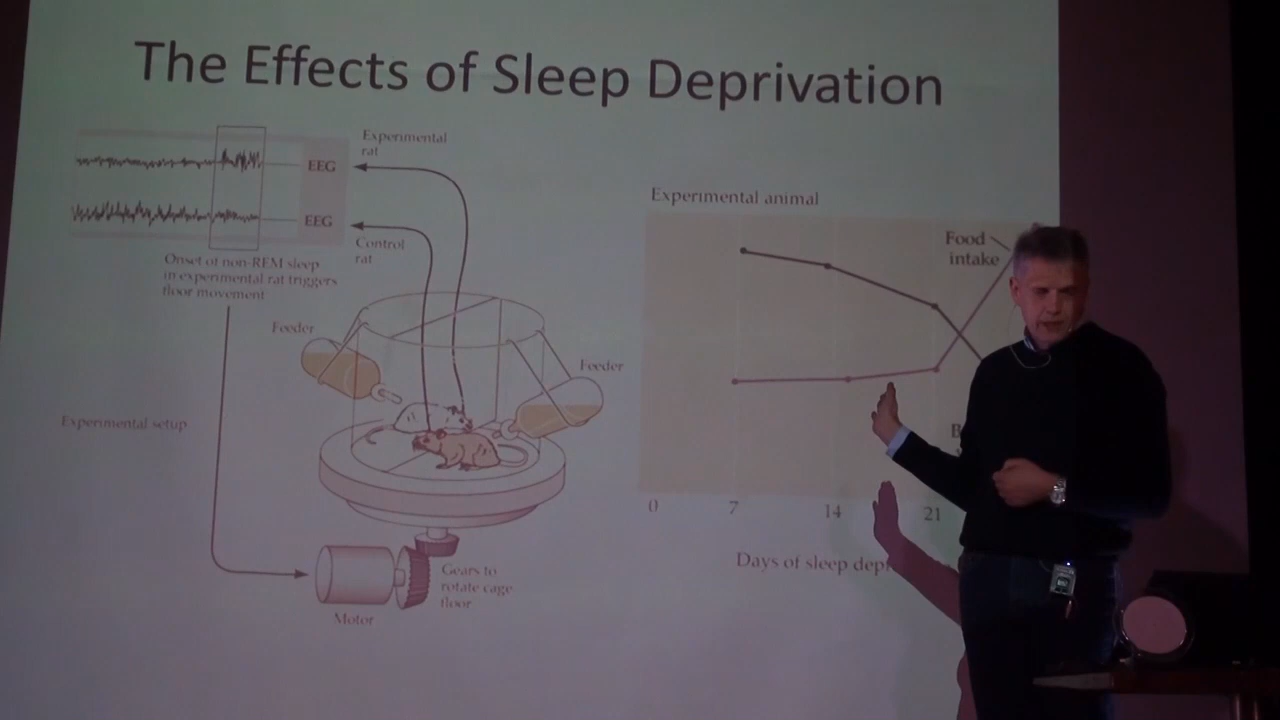 The Effects of Sleep Deprivation
Experimental
rat
EEG
EEG
Control
rat
Onset of non-REM sleep
in experimental rat triggers
floor movement
Feeder
Feeder
Experimental setup
Gears to
rotate cage
floor
Motor
Experimental animal
Food
intake
B
0 7 14 21
Days of sleep dep